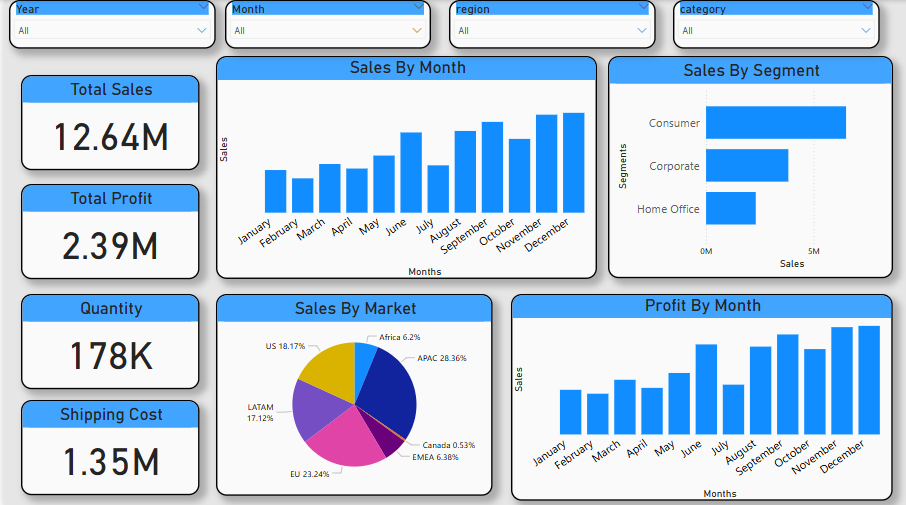 Year
All
Month
All
region
All
category
All
Total Sales
12.64M
Total Profit
2.39M
Quantity
178K
Shipping Cost
1.35M
Sales By Month
Sales
January
February
March
April
May
June
July
August
September
October
November
December
Months
Sales By Segment
Segments
Consumer
Corporate
Home Office
0M
5M
Sales
Sales By Market
Africa 6.2%
APAC 28.36%
Canada 0.53%
EMEA 6.38%
EU 23.24%
LATAM
17.12%
US 18.17%
Profit By Month
Sales
January
February
March
April
May
June
July
August
September
October
November
December
Months